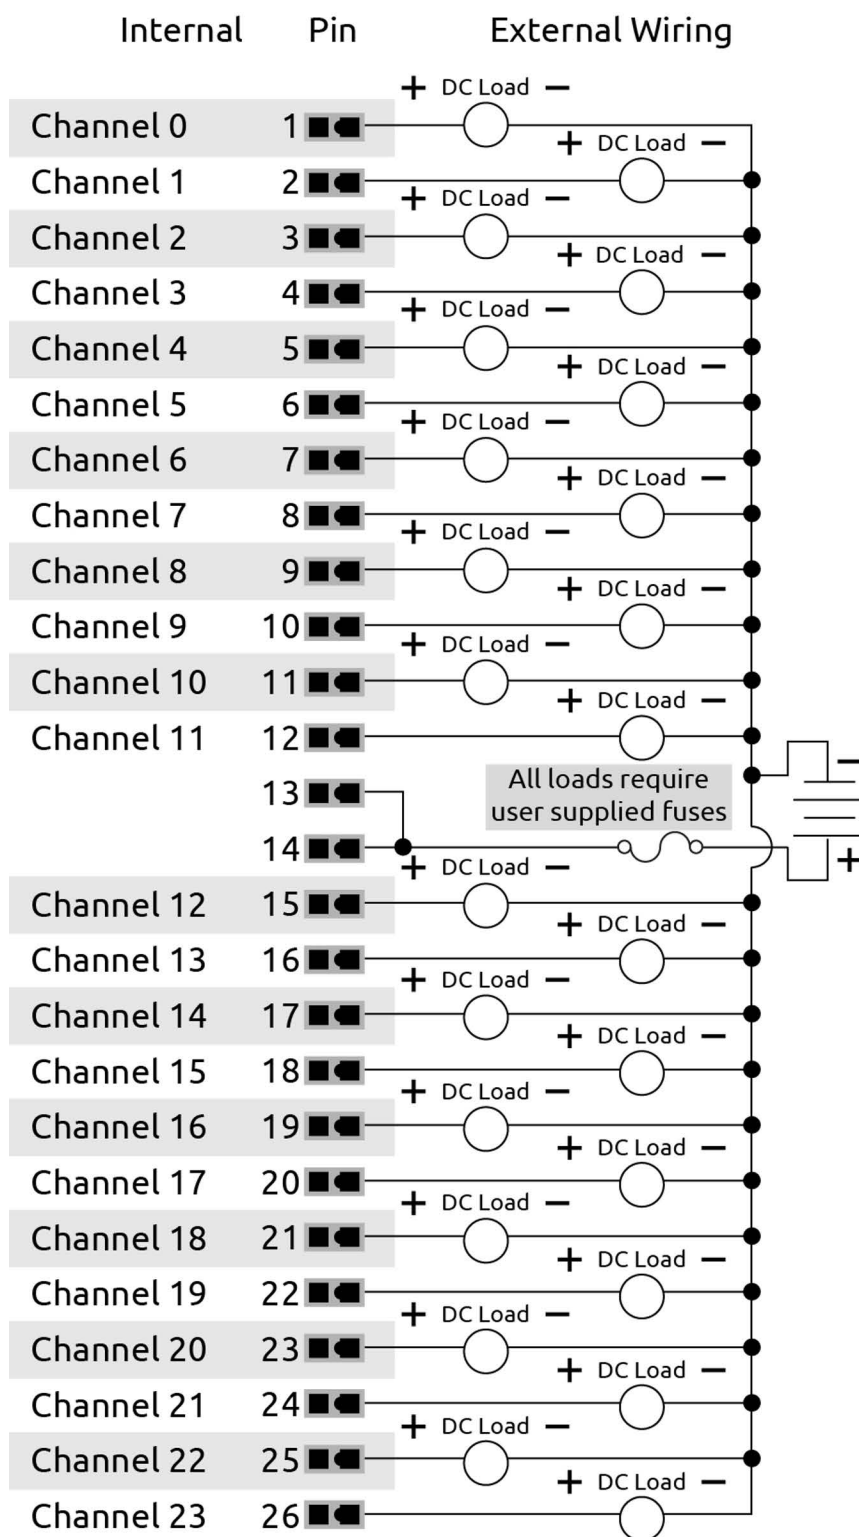 Internal Pin External Wiring
+ DC Load −
Channel 0 1
+ DC Load −
Channel 1 2
+ DC Load −
Channel 2 3
+ DC Load −
Channel 3 4
+ DC Load −
Channel 4 5
+ DC Load −
Channel 5 6
+ DC Load −
Channel 6 7
+ DC Load −
Channel 7 8
+ DC Load −
Channel 8 9
+ DC Load −
Channel 9 10
+ DC Load −
Channel 10 11
+ DC Load −
Channel 11 12
−
All loads require
13
user supplied fuses
14
+
+ DC Load −
Channel 12 15
+ DC Load −
Channel 13 16
+ DC Load −
Channel 14 17
+ DC Load −
Channel 15 18
+ DC Load −
Channel 16 19
+ DC Load −
Channel 17 20
+ DC Load −
Channel 18 21
+ DC Load −
Channel 19 22
+ DC Load −
Channel 20 23
+ DC Load −
Channel 21 24
+ DC Load −
Channel 22 25
+ DC Load −
Channel 23 26